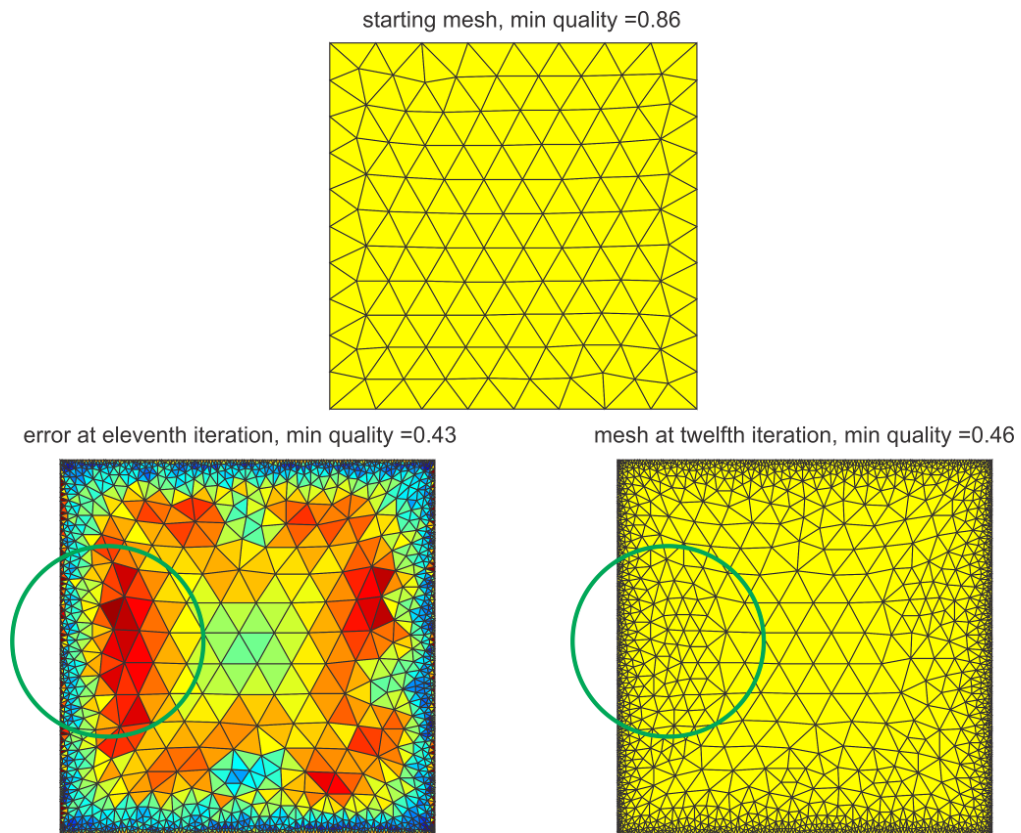 starting mesh, min quality =0.86
error at eleventh iteration, min quality =0.43
mesh at twelfth iteration, min quality =0.46